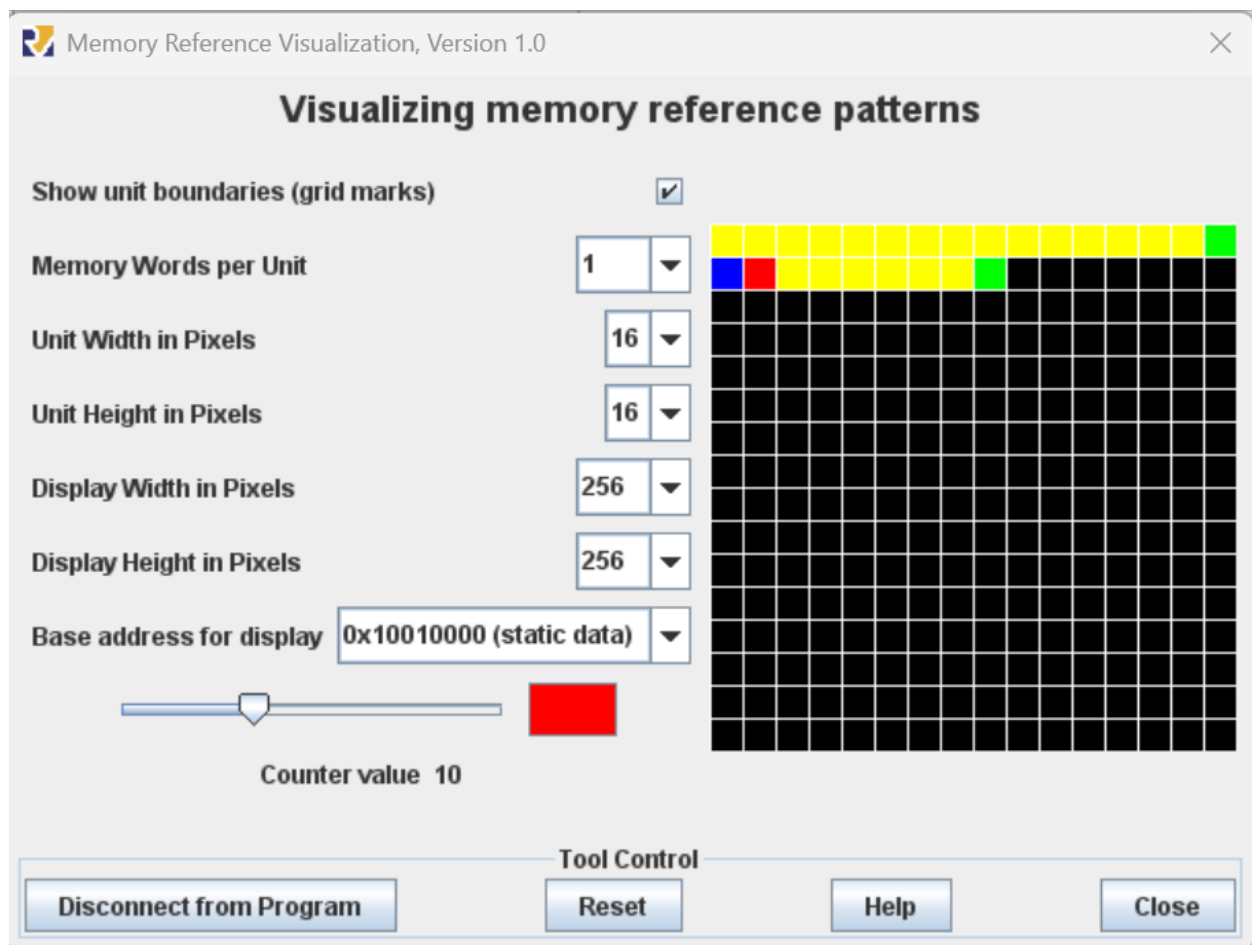 Memory Reference Visualization, Version 1.0
Visualizing memory reference patterns
Show unit boundaries (grid marks)
Memory Words per Unit 1
Unit Width in Pixels 16
Unit Height in Pixels 16
Display Width in Pixels 256
Display Height in Pixels 256
Base address for display 0x10010000 (static data)
Counter value 10
Tool Control
Disconnect from Program Reset Help Close